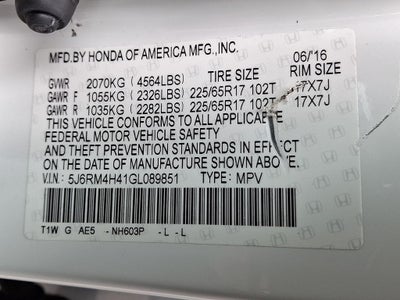 MFD.BY HONDA OF AMERICA MFG.,INC. 06/16
GVWR 2070KG (4564LBS) TIRE SIZE RIM SIZE
GAWR F 1055KG (2326LBS) 225/65R17 102T 17X7J
GAWR R 1035KG (2282LBS) 225/65R17 102T 17X7J
THIS VEHICLE CONFORMS TO ALL APPLICABLE
FEDERAL MOTOR VEHICLE SAFETY
AND THEFT PREVENTION STANDARDS IN EFFECT
ON THE DATE OF MANUFACTURE SHOWN ABOVE.
V.I.N.: 5J6RM4H41GL089851 TYPE: MPV
T1W G AE5 -NH603P - L - L